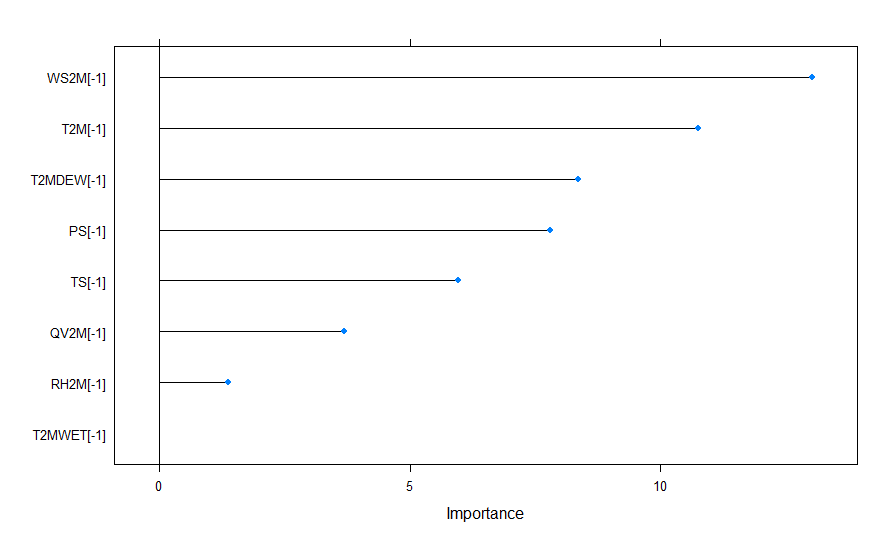 WS2M[-1]
T2M[-1]
T2MDEW[-1]
PS[-1]
TS[-1]
QV2M[-1]
RH2M[-1]
T2MWET[-1]
0 5 10
Importance